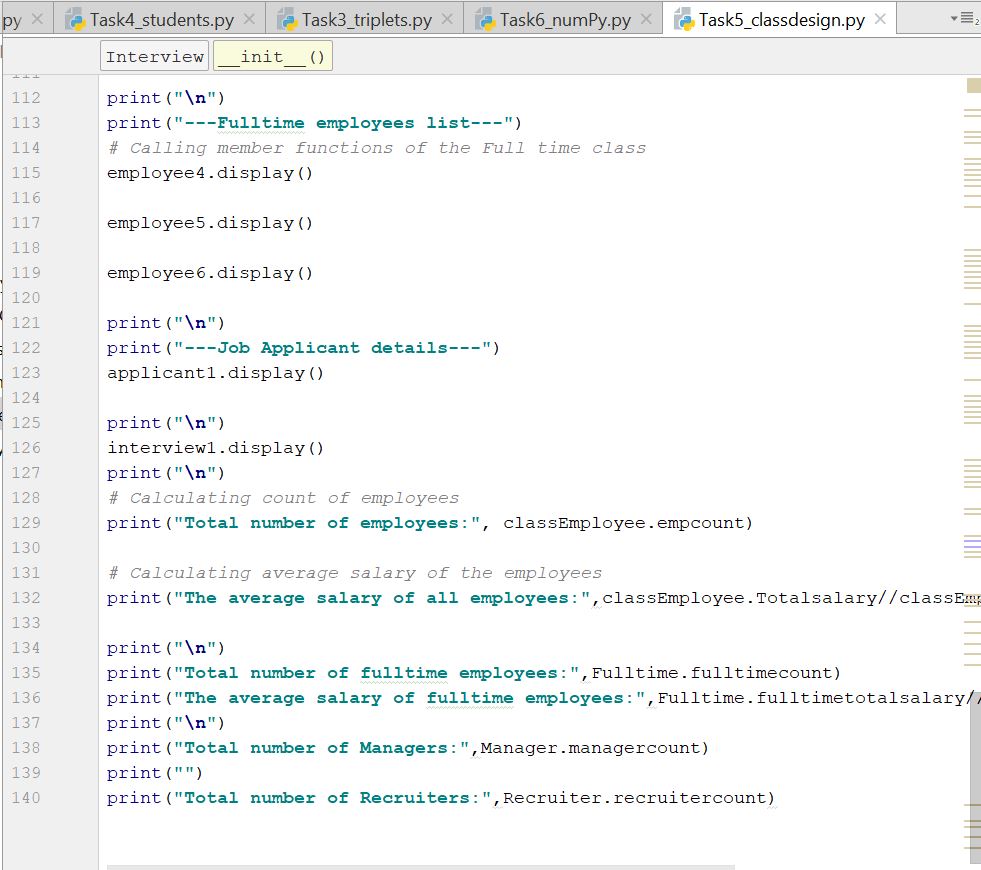 py
Task4_students.py
Task3_triplets.py
Task6_numPy.py
Task5_classdesign.py
Interview __init__()
112 print("\n")
113 print("---Fulltime employees list---")
114 # Calling member functions of the Full time class
115 employee4.display()
116
117 employee5.display()
118
119 employee6.display()
120
121 print("\n")
122 print("---Job Applicant details---")
123 applicant1.display()
124
125 print("\n")
126 interview1.display()
127 print("\n")
128 # Calculating count of employees
129 print("Total number of employees:", classEmployee.empcount)
130
131 # Calculating average salary of the employees
132 print("The average salary of all employees:",classEmployee.Totalsalary//classEmp
133
134 print("\n")
135 print("Total number of fulltime employees:",Fulltime.fulltimecount)
136 print("The average salary of fulltime employees:",Fulltime.fulltimetotalsalary//
137 print("\n")
138 print("Total number of Managers:",Manager.managercount)
139 print("")
140 print("Total number of Recruiters:",Recruiter.recruitercount)